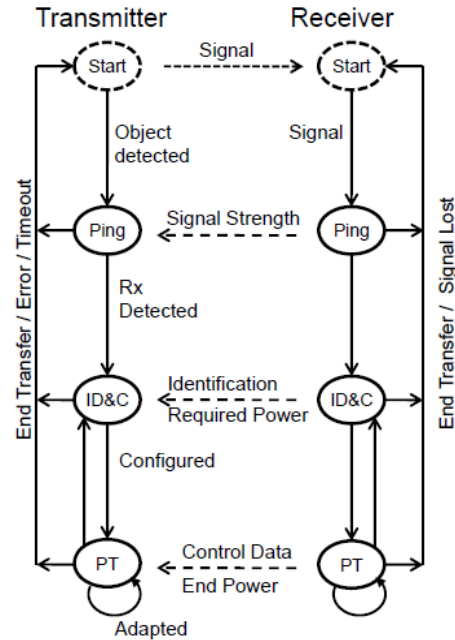 Transmitter
Receiver
Signal
Start
Start
Object
detected
Signal
Ping
Signal Strength
Ping
Rx
Detected
ID&C
Identification
Required Power
ID&C
Configured
PT
Control Data
End Power
PT
Adapted
End Transfer / Error / Timeout
End Transfer / Signal Lost